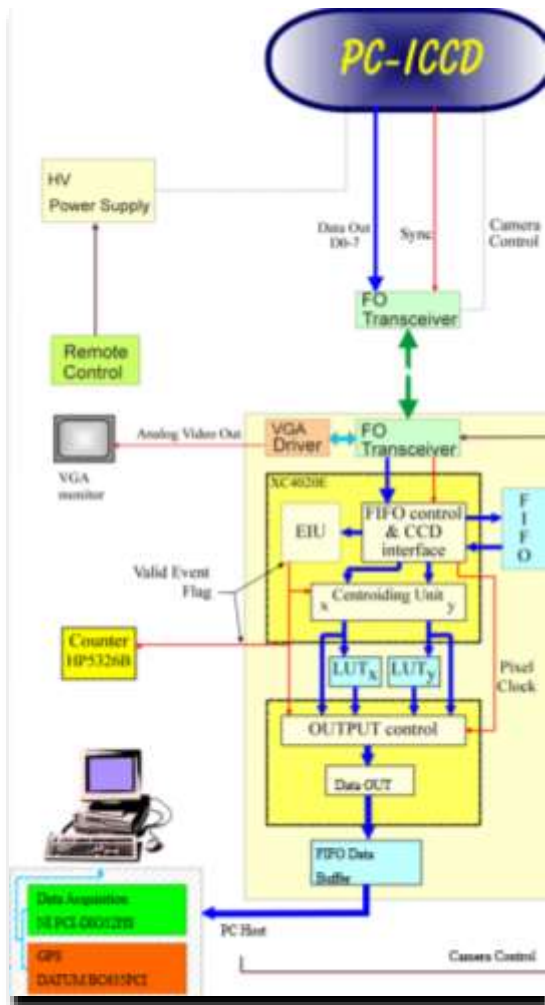 PC-ICCD
HV
Power Supply
Data Out
D0-7
Sync
Camera
Control
FO
Transceiver
Remote
Control
VGA
monitor
Analog Video Out
VGA
Driver
FO
Transceiver
XC4020E
EIU
FIFO control
& CCD
interface
F
I
F
O
Valid Event
Flag
x Centroiding Unit y
Counter
HP5326B
LUTx
LUTy
Pixel
Clock
OUTPUT control
Data OUT
FIFO Data
Buffer
Data Acquistion
PC Host
GPS
Camera Control